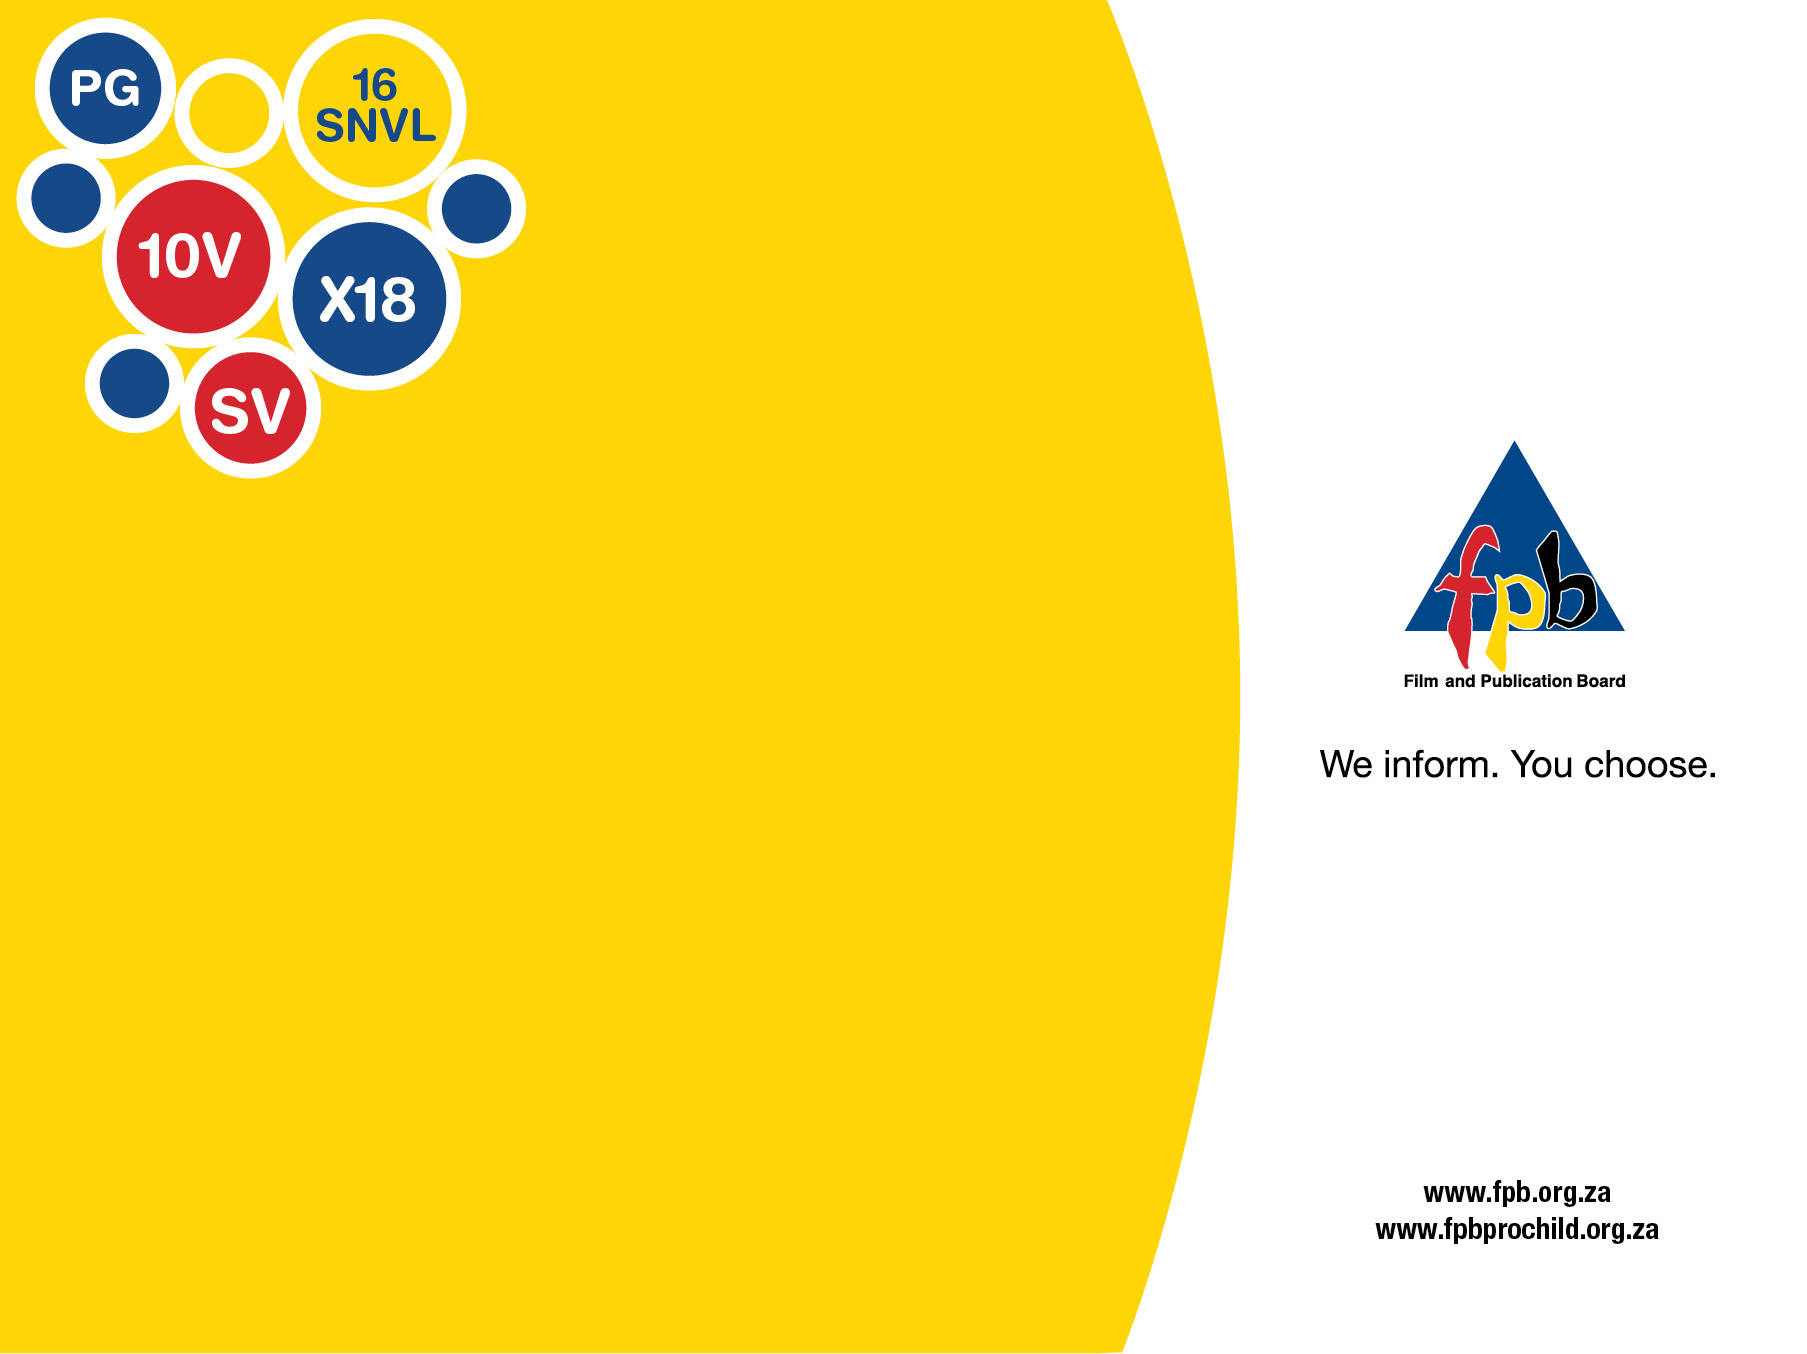 PG
16
SNVL
10V
X18
SV
fpb
Film and Publication Board
We inform. You choose.
www.fpb.org.za
www.fpbprochild.org.za